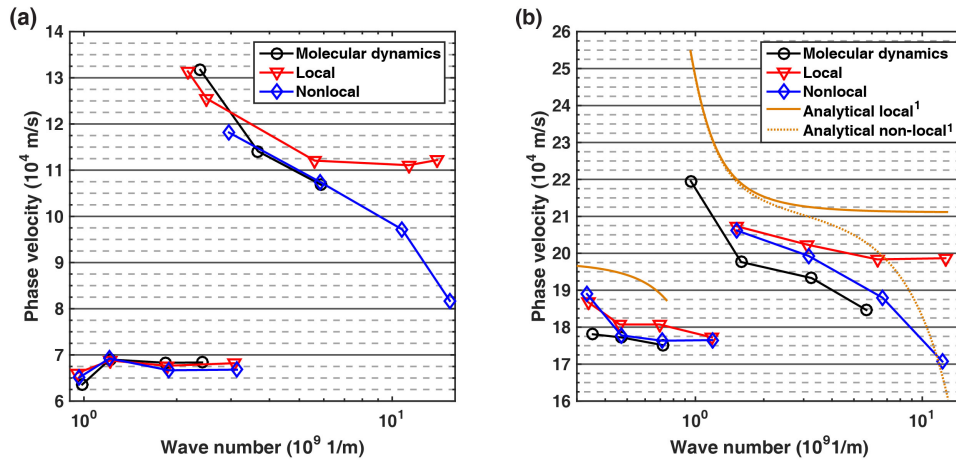 (a)
14
13
12
11
10
9
8
7
6
Phase velocity (10⁴ m/s)
Molecular dynamics
Local
Nonlocal
10⁰
10¹
Wave number (10⁹ 1/m)
(b)
26
25
24
23
22
21
20
19
18
17
16
Phase velocity (10⁴ m/s)
Molecular dynamics
Local
Nonlocal
Analytical local¹
Analytical non-local¹
10⁰
10¹
Wave number (10⁹1/m)